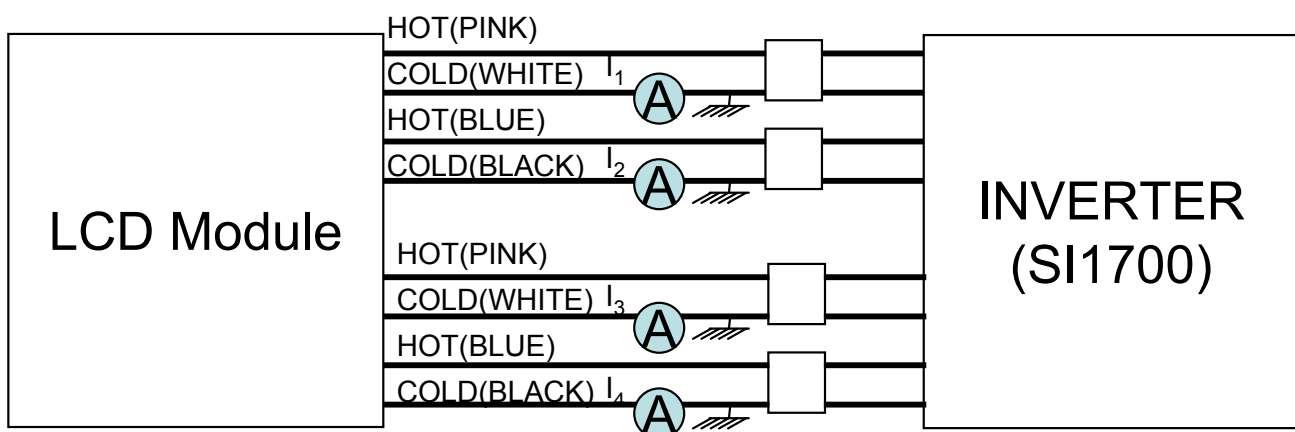 HOT(PINK)
COLD(WHITE) I₁
A
HOT(BLUE)
COLD(BLACK) I₂
A
LCD Module
INVERTER
(SI1700)
HOT(PINK)
COLD(WHITE) I₃
A
HOT(BLUE)
COLD(BLACK) I₄
A